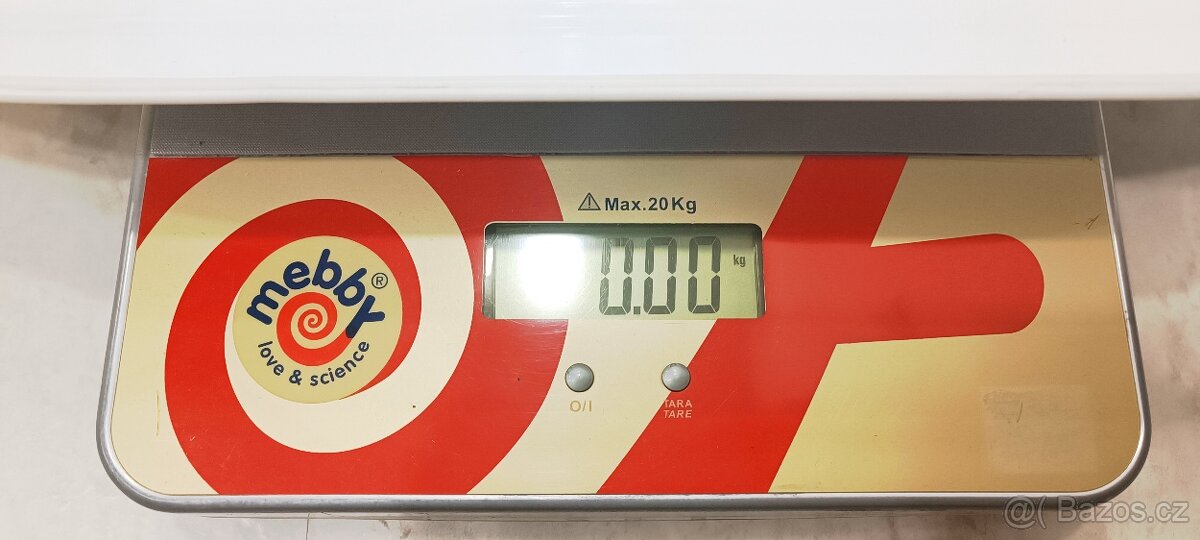 ⚠ Max.20Kg
0.00 kg
mebby®
love & science
O/I
TARA
TARE
@( Bazos.cz